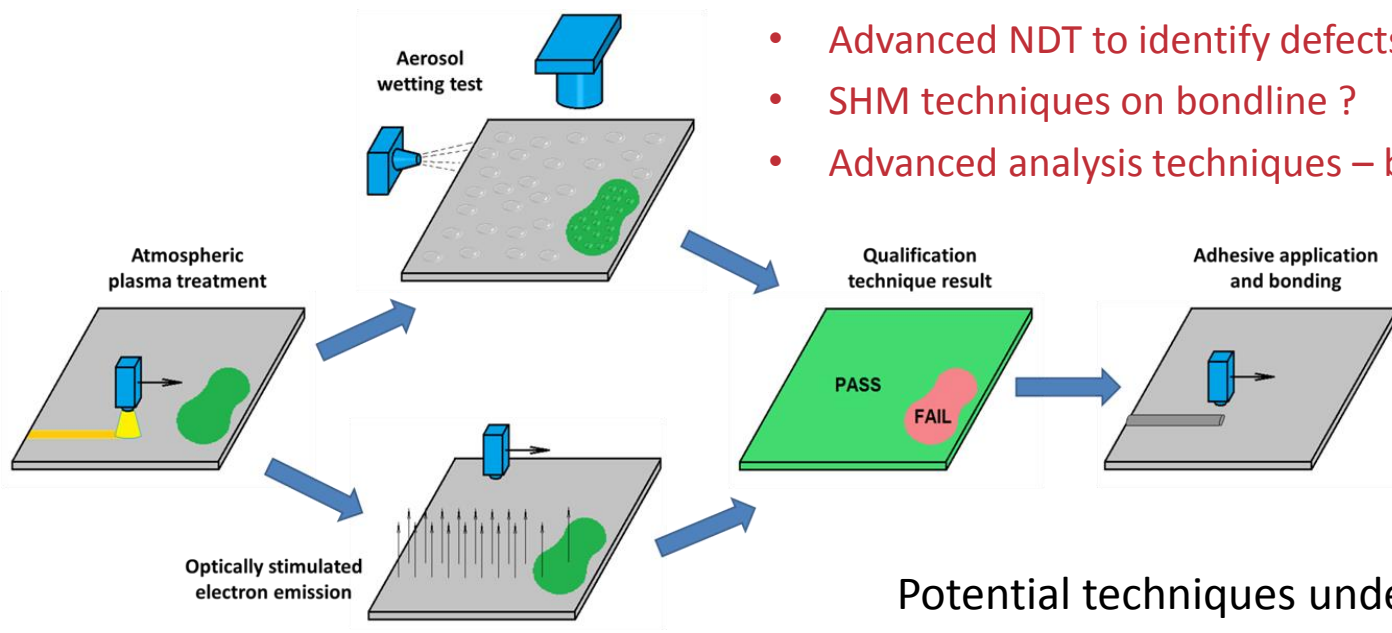 • Advanced NDT to identify defects
• SHM techniques on bondline ?
• Advanced analysis techniques –
Aerosol
wetting test
Atmospheric
plasma treatment
Optically stimulated
electron emission
Qualification
technique result
PASS
FAIL
Adhesive application
and bonding
Potential techniques